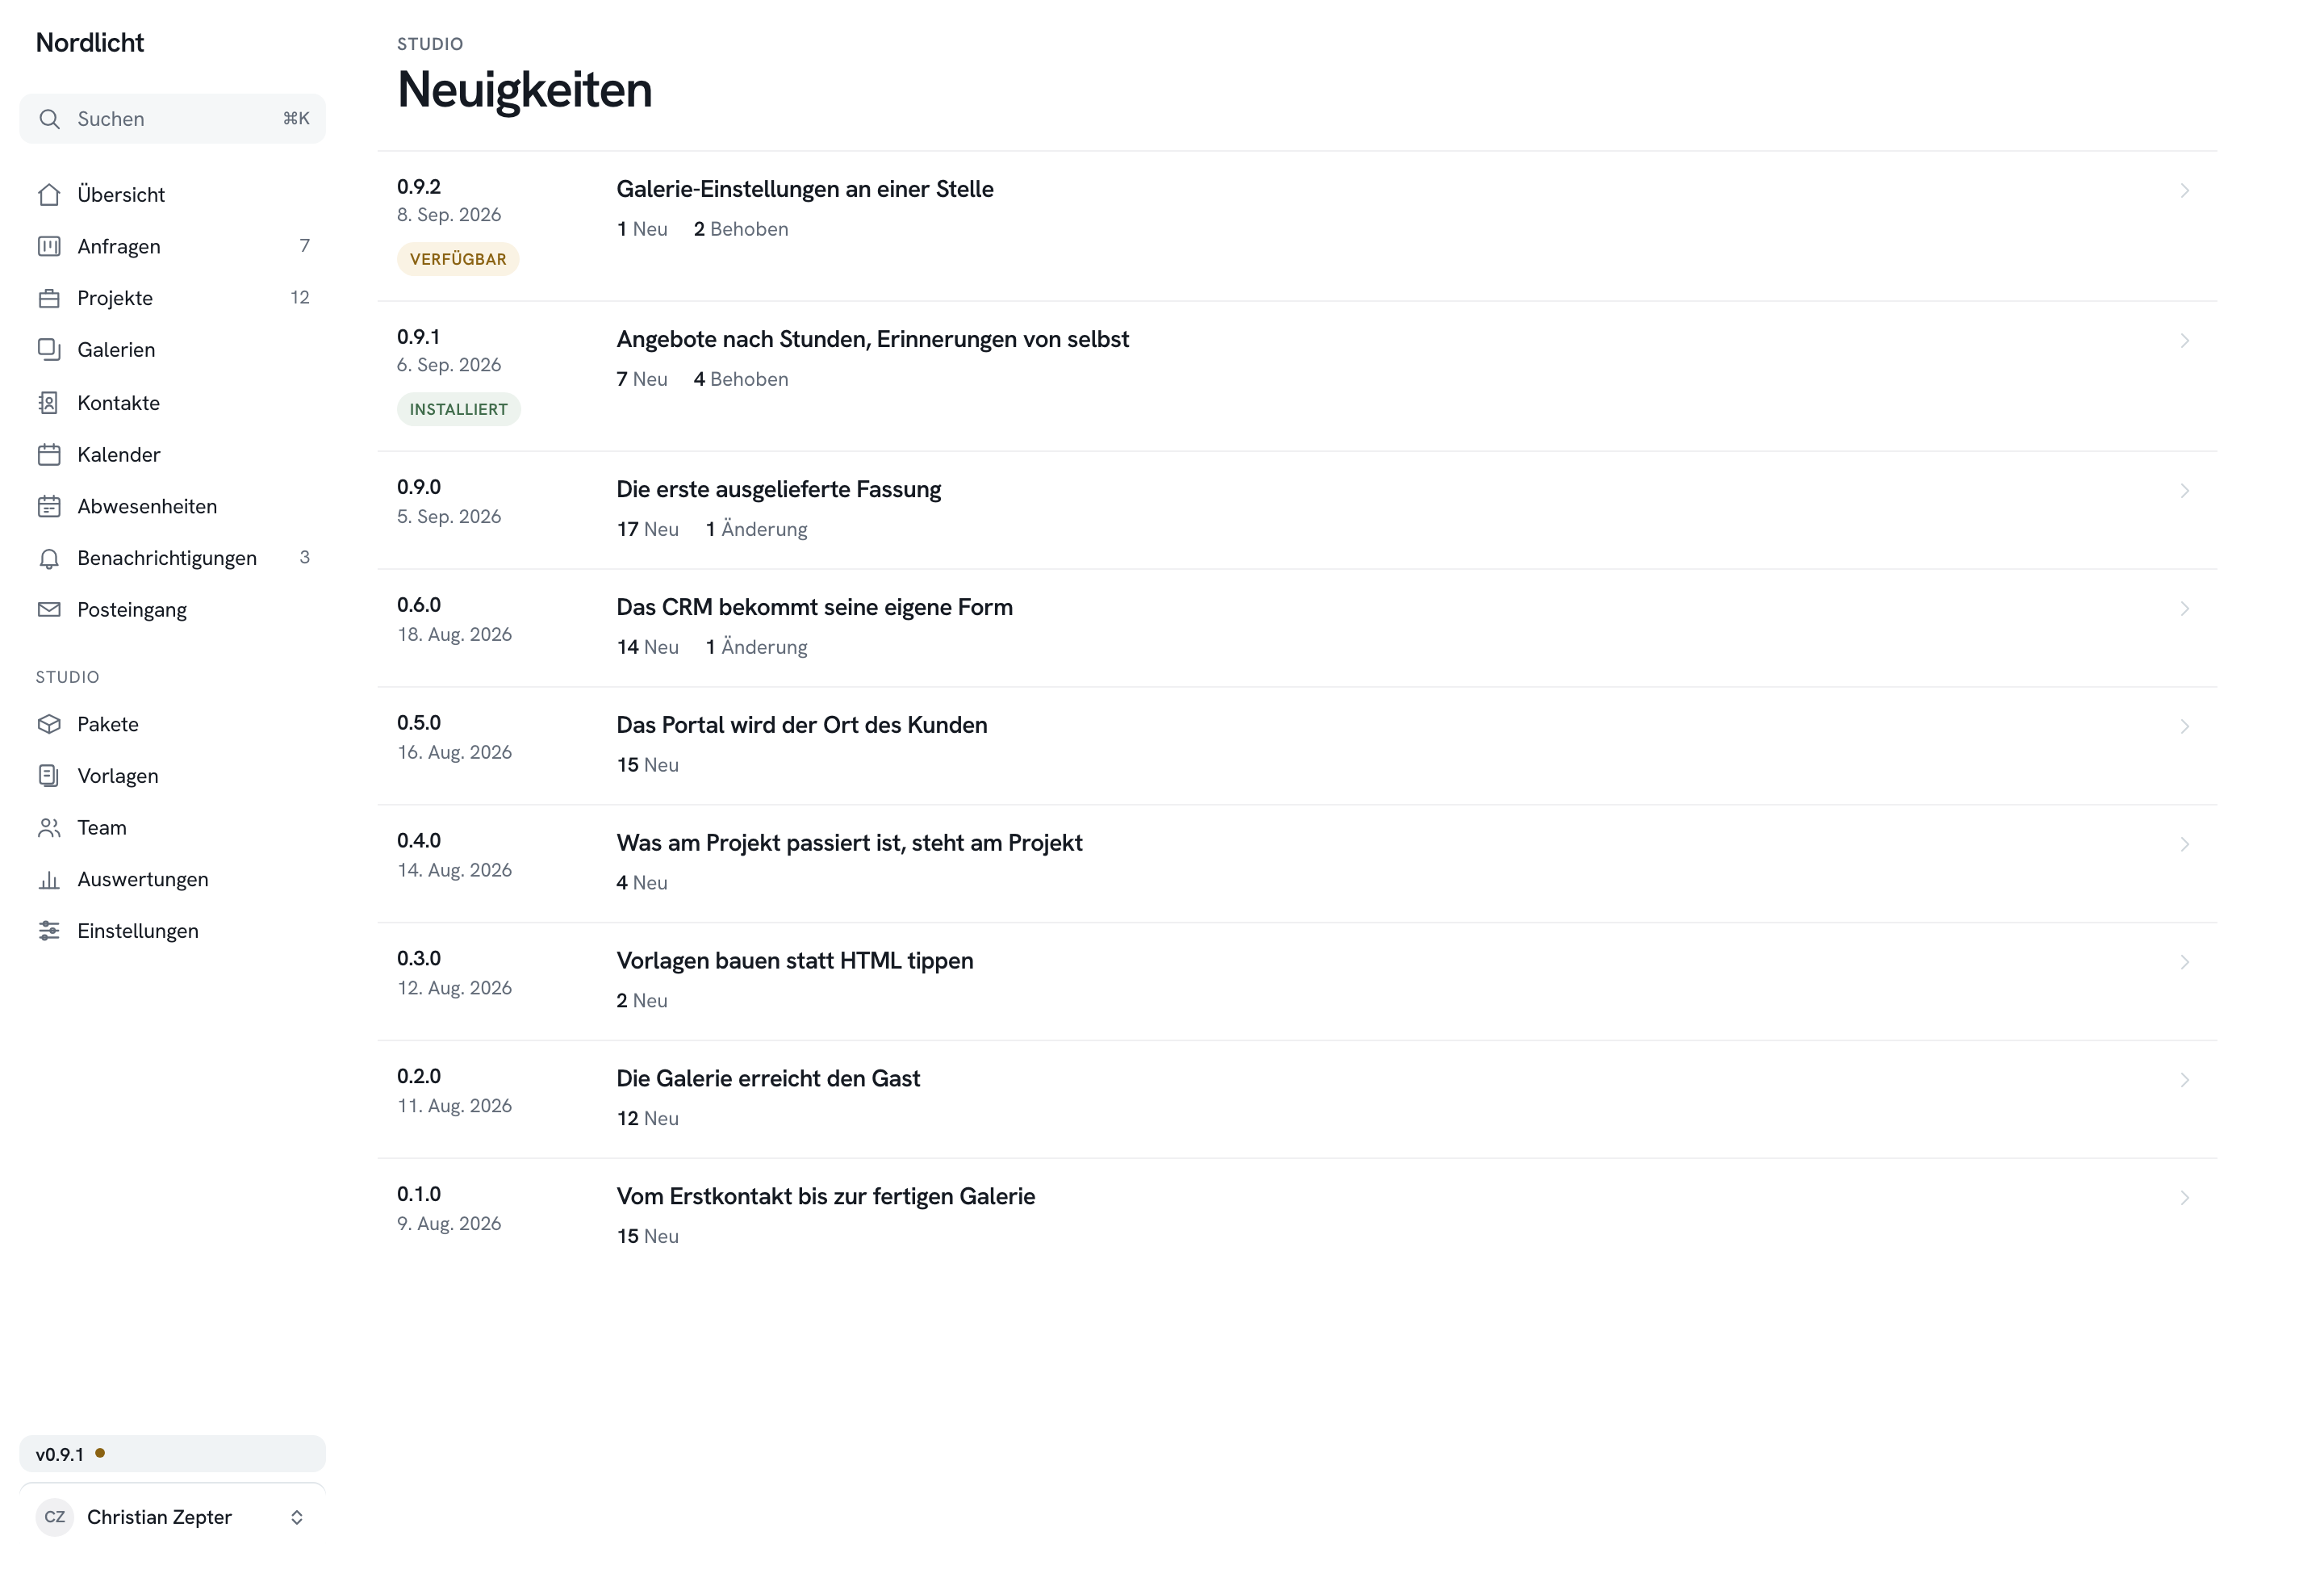 Nordlicht
Suchen ⌘K
Übersicht
Anfragen 7
Projekte 12
Galerien
Kontakte
Kalender
Abwesenheiten
Benachrichtigungen 3
Posteingang
STUDIO
Pakete
Vorlagen
Team
Auswertungen
Einstellungen
v0.9.1
CZ Christian Zepter
STUDIO
Neuigkeiten
0.9.2
8. Sep. 2026
VERFÜGBAR
Galerie-Einstellungen an einer Stelle
1 Neu 2 Behoben
0.9.1
6. Sep. 2026
INSTALLIERT
Angebote nach Stunden, Erinnerungen von selbst
7 Neu 4 Behoben
0.9.0
5. Sep. 2026
Die erste ausgelieferte Fassung
17 Neu 1 Änderung
0.6.0
18. Aug. 2026
Das CRM bekommt seine eigene Form
14 Neu 1 Änderung
0.5.0
16. Aug. 2026
Das Portal wird der Ort des Kunden
15 Neu
0.4.0
14. Aug. 2026
Was am Projekt passiert ist, steht am Projekt
4 Neu
0.3.0
12. Aug. 2026
Vorlagen bauen statt HTML tippen
2 Neu
0.2.0
11. Aug. 2026
Die Galerie erreicht den Gast
12 Neu
0.1.0
9. Aug. 2026
Vom Erstkontakt bis zur fertigen Galerie
15 Neu